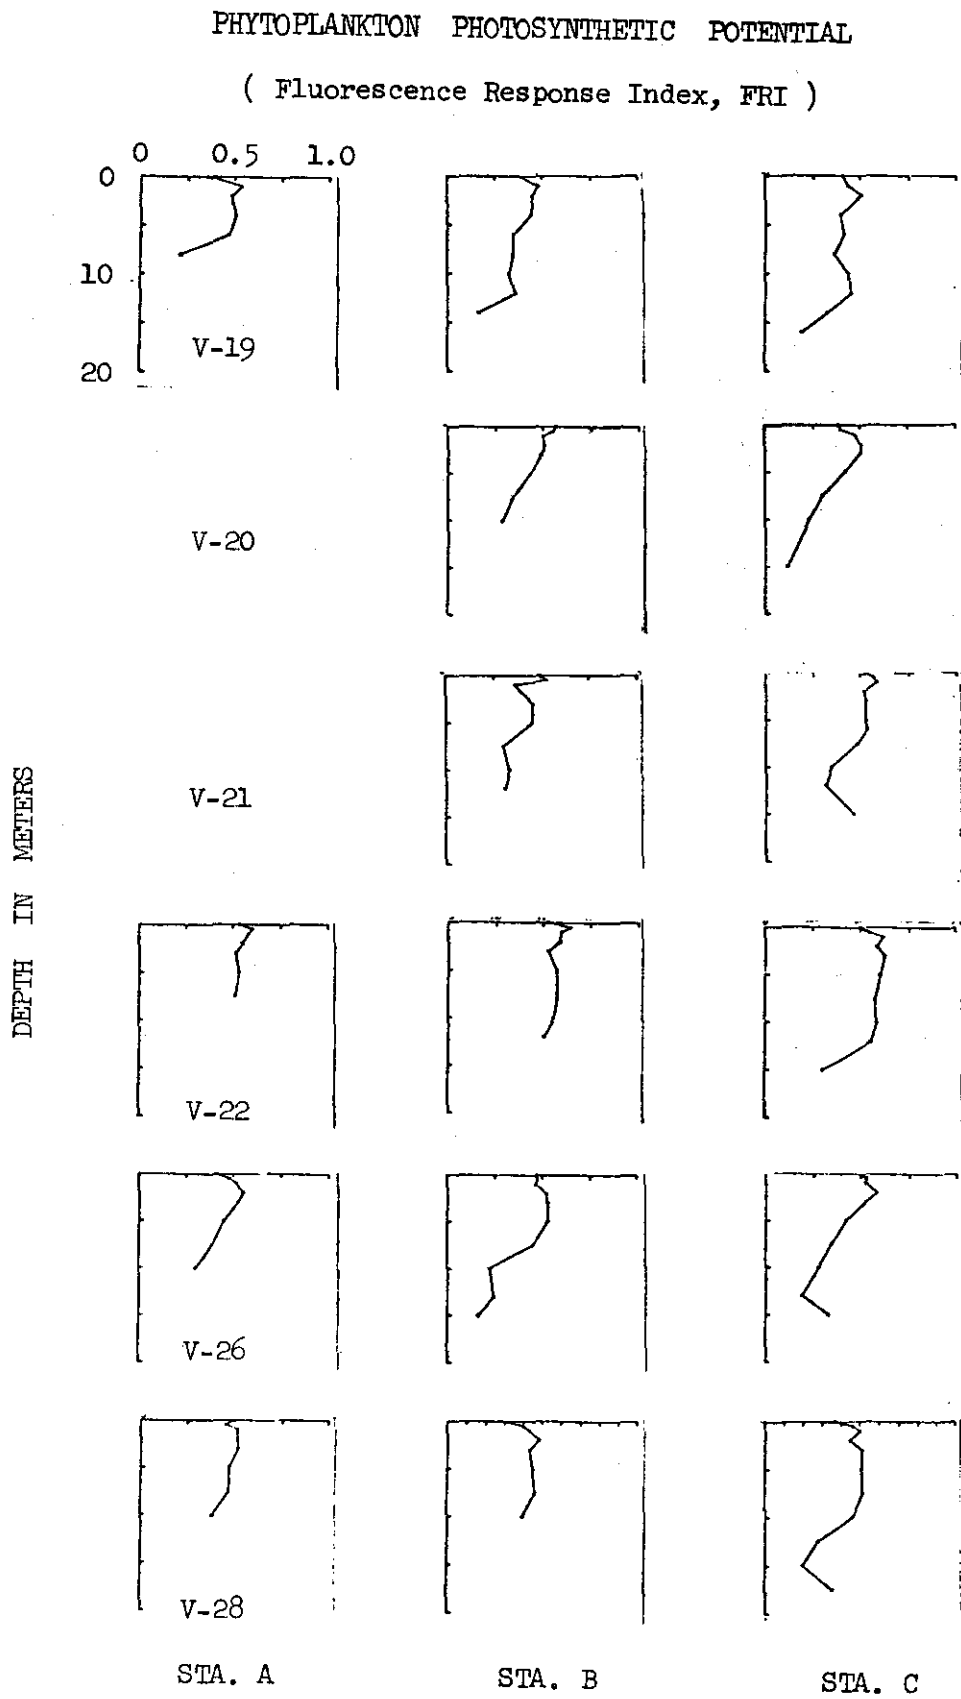 PHYTOPLANKTON PHOTOSYNTHETIC POTENTIAL
( Fluorescence Response Index, FRI )
0 0.5 1.0
0
10
20
V-19
V-20
V-21
V-22
V-26
V-28
DEPTH IN METERS
STA. A STA. B STA. C